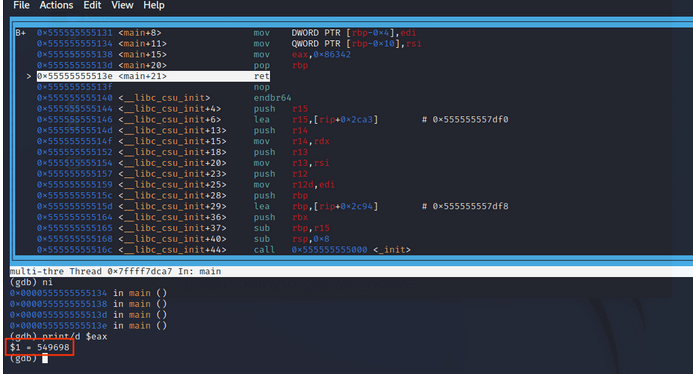 File Actions Edit View Help
B+ 0×555555555131 <main+8> mov DWORD PTR [rbp-0×4],edi
0×555555555134 <main+11> mov QWORD PTR [rbp-0×10],rsi
0×555555555138 <main+15> mov eax,0×86342
0×55555555513d <main+20> pop rbp
> 0×55555555513e <main+21> ret
0×55555555513f nop
0×555555555140 <__libc_csu_init> endbr64
0×555555555144 <__libc_csu_init+4> push r15
0×555555555146 <__libc_csu_init+6> lea r15,[rip+0×2ca3] # 0×555555557df0
0×55555555514d <__libc_csu_init+13> push r14
0×55555555514f <__libc_csu_init+15> mov r14,rdx
0×555555555152 <__libc_csu_init+18> push r13
0×555555555154 <__libc_csu_init+20> mov r13,rsi
0×555555555157 <__libc_csu_init+23> push r12
0×555555555159 <__libc_csu_init+25> mov r12d,edi
0×55555555515c <__libc_csu_init+28> push rbp
0×55555555515d <__libc_csu_init+29> lea rbp,[rip+0×2c94] # 0×555555557df8
0×555555555164 <__libc_csu_init+36> push rbx
0×555555555165 <__libc_csu_init+37> sub rbp,r15
0×555555555168 <__libc_csu_init+40> sub rsp,0×8
0×55555555516c <__libc_csu_init+44> call 0×555555555000 <_init>
multi-thre Thread 0×7ffff7dca7 In: main
(gdb) ni
0×0000555555555134 in main ()
0×0000555555555138 in main ()
0×000055555555513d in main ()
0×000055555555513e in main ()
(gdb) print/d $eax
$1 = 549698
(gdb)